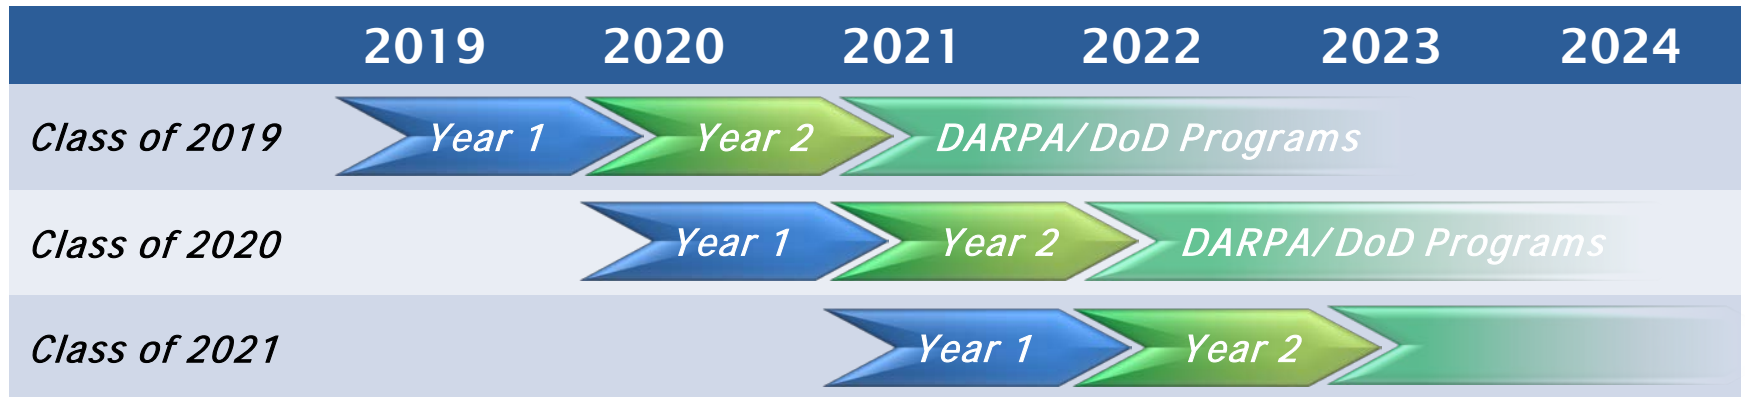 2019 2020 2021 2022 2023 2024
Class of 2019 Year 1 Year 2 DARPA/DoD Programs
Class of 2020 Year 1 Year 2 DARPA/DoD Programs
Class of 2021 Year 1 Year 2